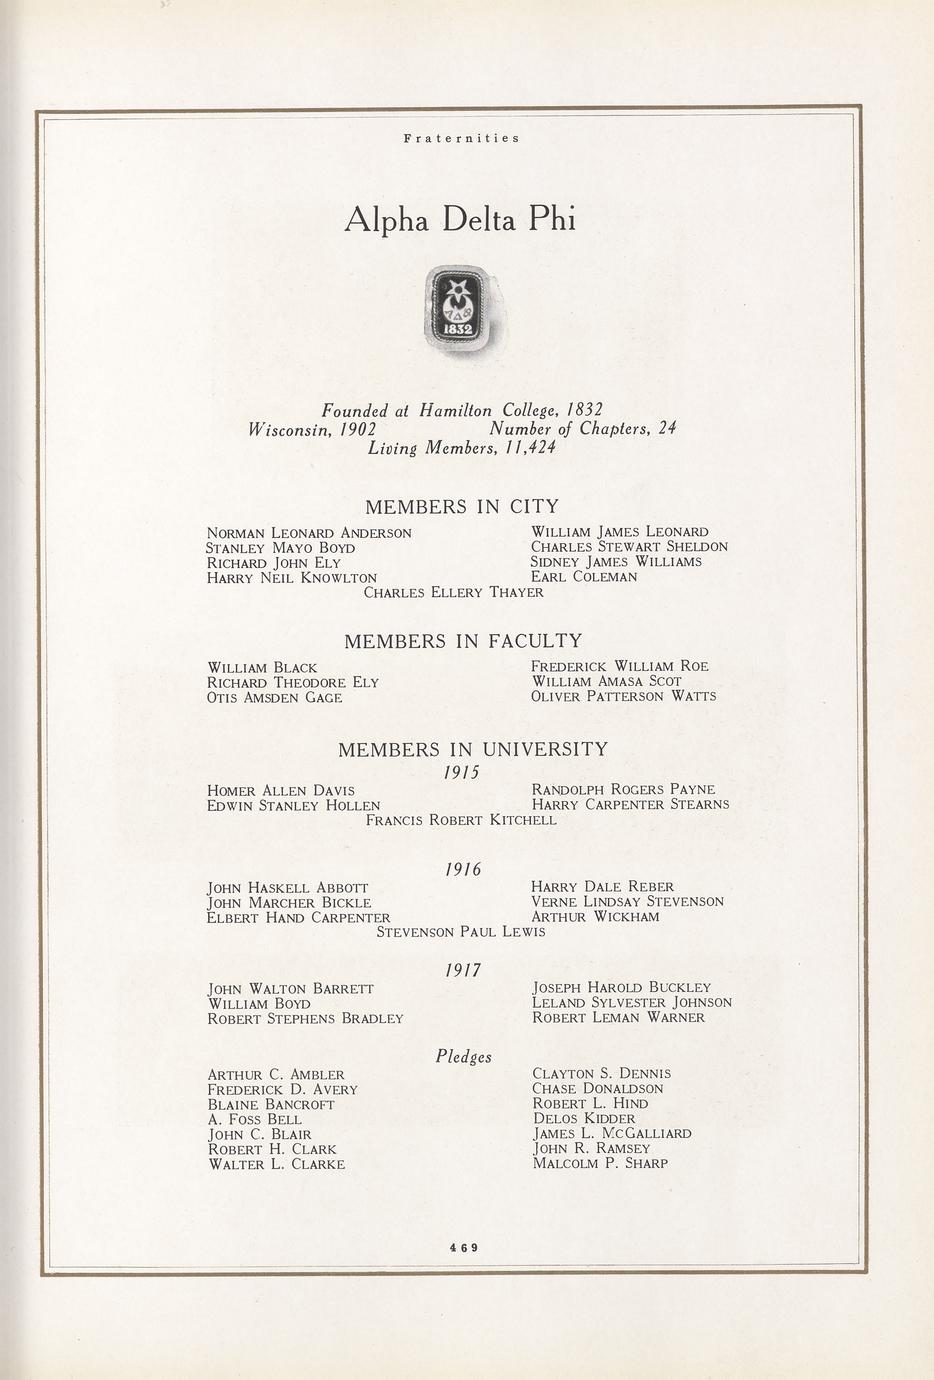 Fraternities
Alpha Delta Phi
ΑΔΦ
1832
Founded at Hamilton College, 1832
Wisconsin, 1902 Number of Chapters, 24
Living Members, 11,424
MEMBERS IN CITY
NORMAN LEONARD ANDERSON WILLIAM JAMES LEONARD
STANLEY MAYO BOYD CHARLES STEWART SHELDON
RICHARD JOHN ELY SIDNEY JAMES WILLIAMS
HARRY NEIL KNOWLTON EARL COLEMAN
CHARLES ELLERY THAYER
MEMBERS IN FACULTY
WILLIAM BLACK FREDERICK WILLIAM ROE
RICHARD THEODORE ELY WILLIAM AMASA SCOT
OTIS AMSDEN GAGE OLIVER PATTERSON WATTS
MEMBERS IN UNIVERSITY
1915
HOMER ALLEN DAVIS RANDOLPH ROGERS PAYNE
EDWIN STANLEY HOLLEN HARRY CARPENTER STEARNS
FRANCIS ROBERT KITCHELL
1916
JOHN HASKELL ABBOTT HARRY DALE REBER
JOHN MARCHER BICKLE VERNE LINDSAY STEVENSON
ELBERT HAND CARPENTER ARTHUR WICKHAM
STEVENSON PAUL LEWIS
1917
JOHN WALTON BARRETT JOSEPH HAROLD BUCKLEY
WILLIAM BOYD LELAND SYLVESTER JOHNSON
ROBERT STEPHENS BRADLEY ROBERT LEMAN WARNER
Pledges
ARTHUR C. AMBLER CLAYTON S. DENNIS
FREDERICK D. AVERY CHASE DONALDSON
BLAINE BANCROFT ROBERT L. HIND
A. FOSS BELL DELOS KIDDER
JOHN C. BLAIR JAMES L. MCGALLIARD
ROBERT H. CLARK JOHN R. RAMSEY
WALTER L. CLARKE MALCOLM P. SHARP
469